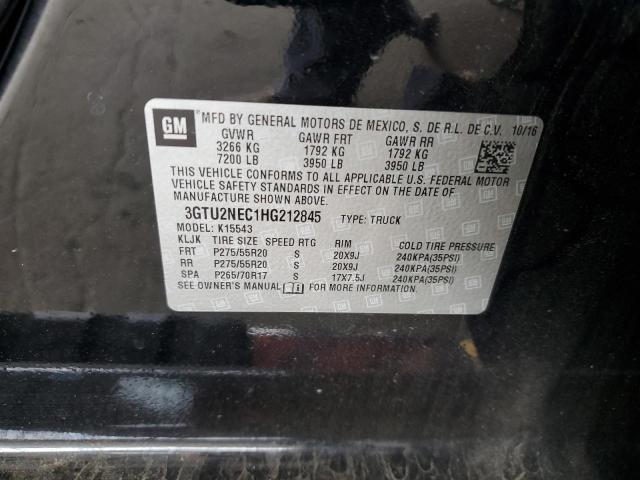 GM
MFD BY GENERAL MOTORS DE MEXICO, S. DE R.L. DE C.V. 10/16
GVWR GAWR FRT GAWR RR
3266 KG 1792 KG 1792 KG
7200 LB 3950 LB 3950 LB
THIS VEHICLE CONFORMS TO ALL APPLICABLE U.S. FEDERAL MOTOR
VEHICLE SAFETY STANDARDS IN EFFECT ON THE DATE OF
MANUFACTURE SHOWN ABOVE.
3GTU2NEC1HG212845 TYPE: TRUCK
MODEL: K15543
KLJK TIRE SIZE SPEED RTG RIM COLD TIRE PRESSURE
FRT P275/55R20 S 20X9J 240KPA(35PSI)
RR P275/55R20 S 20X9J 240KPA(35PSI)
SPA P265/70R17 S 17X7.5J 240KPA(35PSI)
SEE OWNER'S MANUAL FOR MORE INFORMATION.